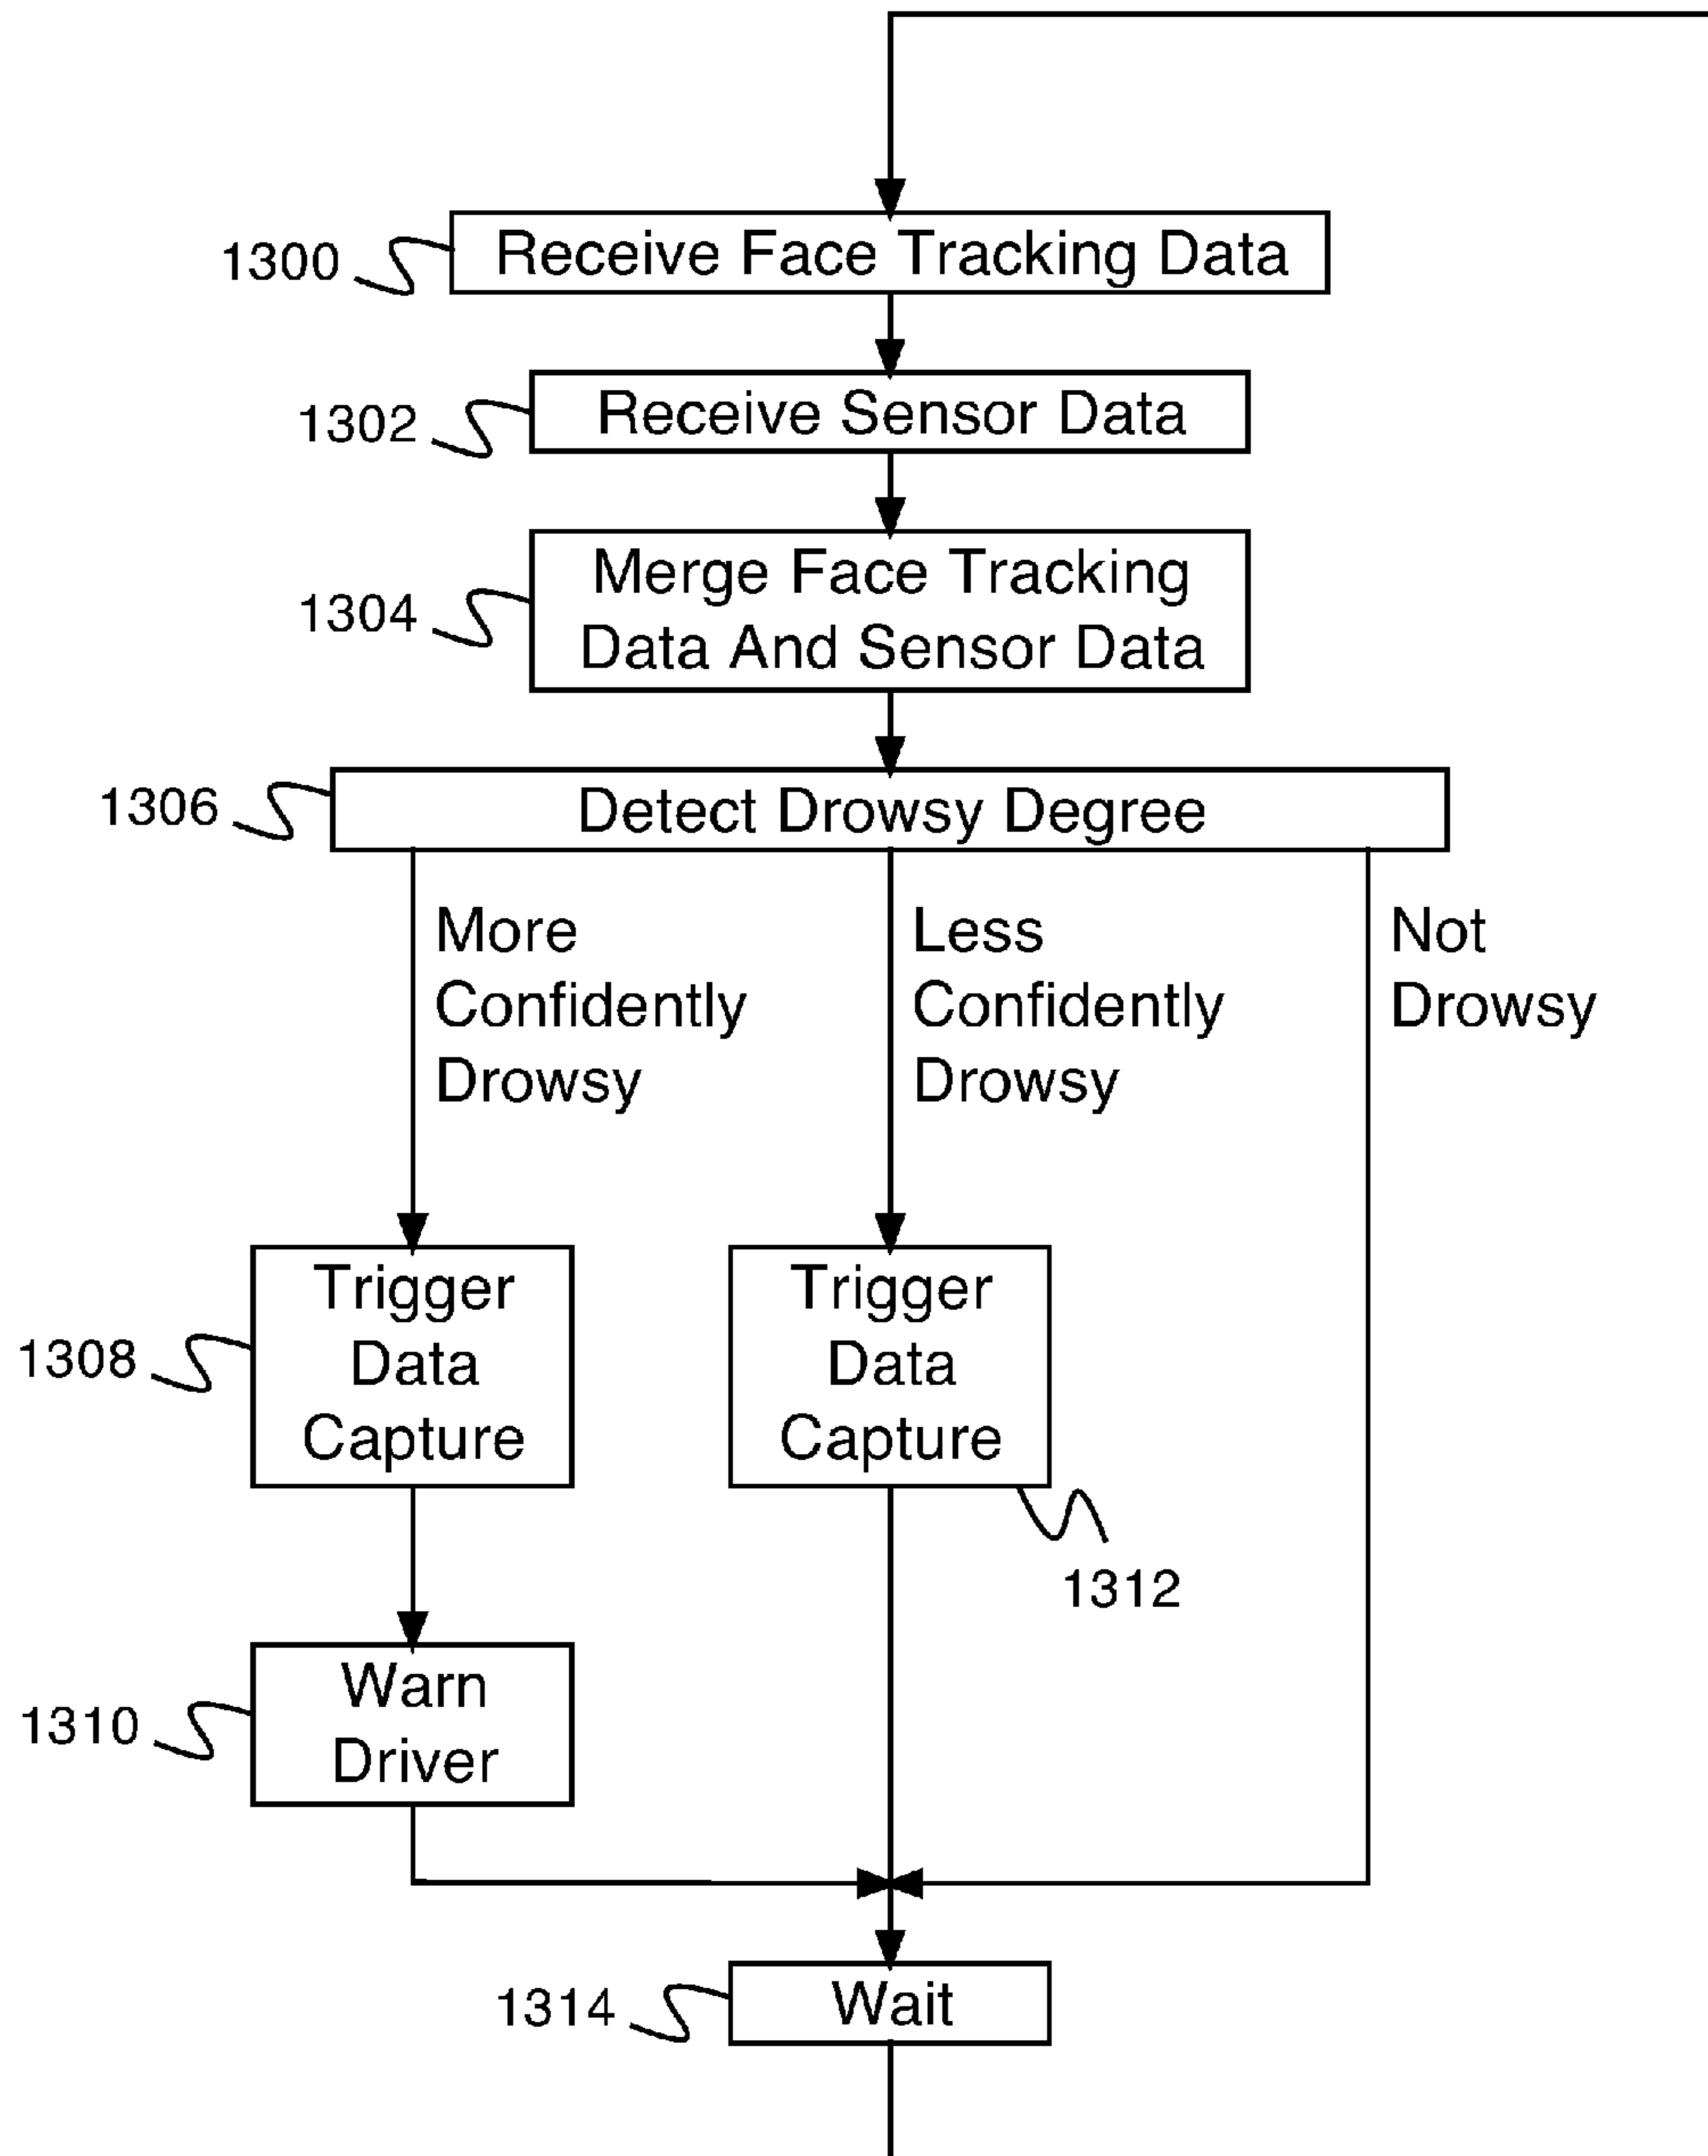 1300
Receive Face Tracking Data
1302
Receive Sensor Data
1304
Merge Face Tracking
Data And Sensor Data
1306
Detect Drowsy Degree
More
Confidently
Drowsy
Less
Confidently
Drowsy
Not
Drowsy
1308
Trigger
Data
Capture
Trigger
Data
Capture
1312
1310
Warn
Driver
1314
Wait